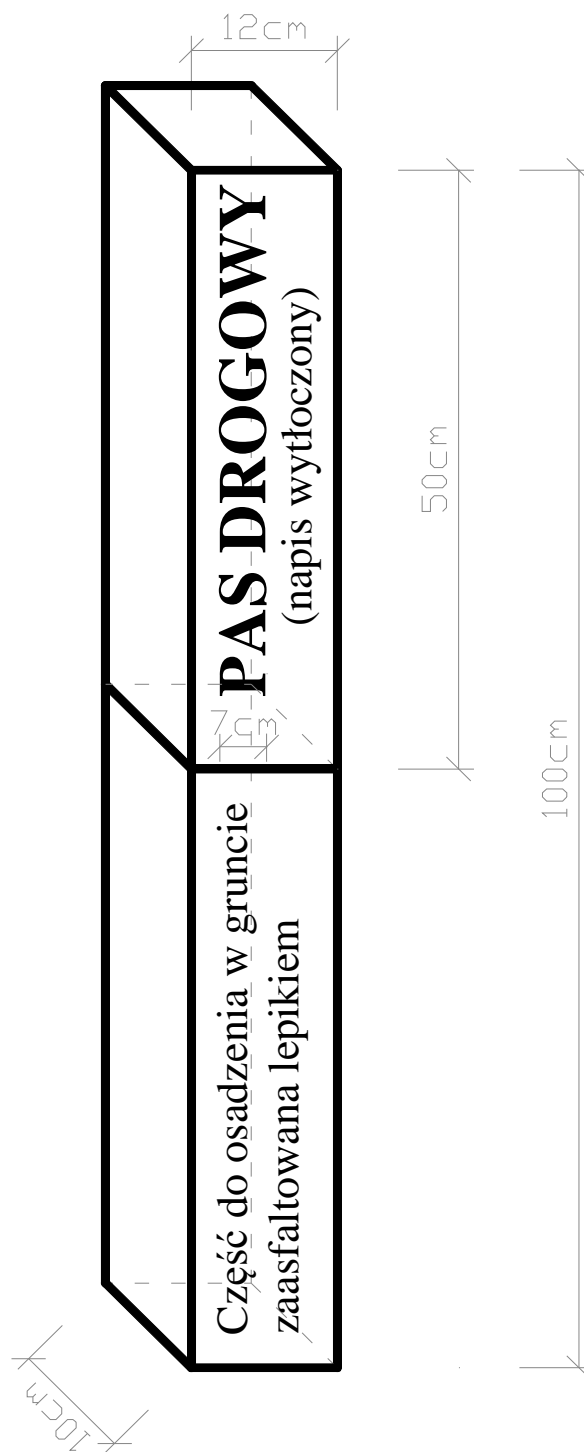 12cm
PAS DROGOWY
(napis wytłoczony)
50cm
100cm
7cm
Część do osadzenia w gruncie
zaasfaltowana lepikiem
10cm